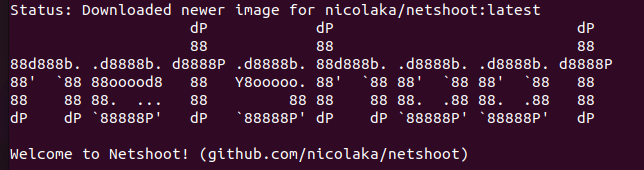 Status: Downloaded newer image for nicolaka/netshoot:latest
                    dP            dP                           dP
                    88            88                           88
88d888b. .d8888b. d8888P .d8888b. 88d888b. .d8888b. .d8888b. d8888P
88'  `88 88ooood8   88   Y8ooooo. 88'  `88 88'  `88 88'  `88   88
88    88 88.  ...   88         88 88    88 88.  .88 88.  .88   88
dP    dP `88888P'   dP   `88888P' dP    dP `88888P' `88888P'   dP
Welcome to Netshoot! (github.com/nicolaka/netshoot)